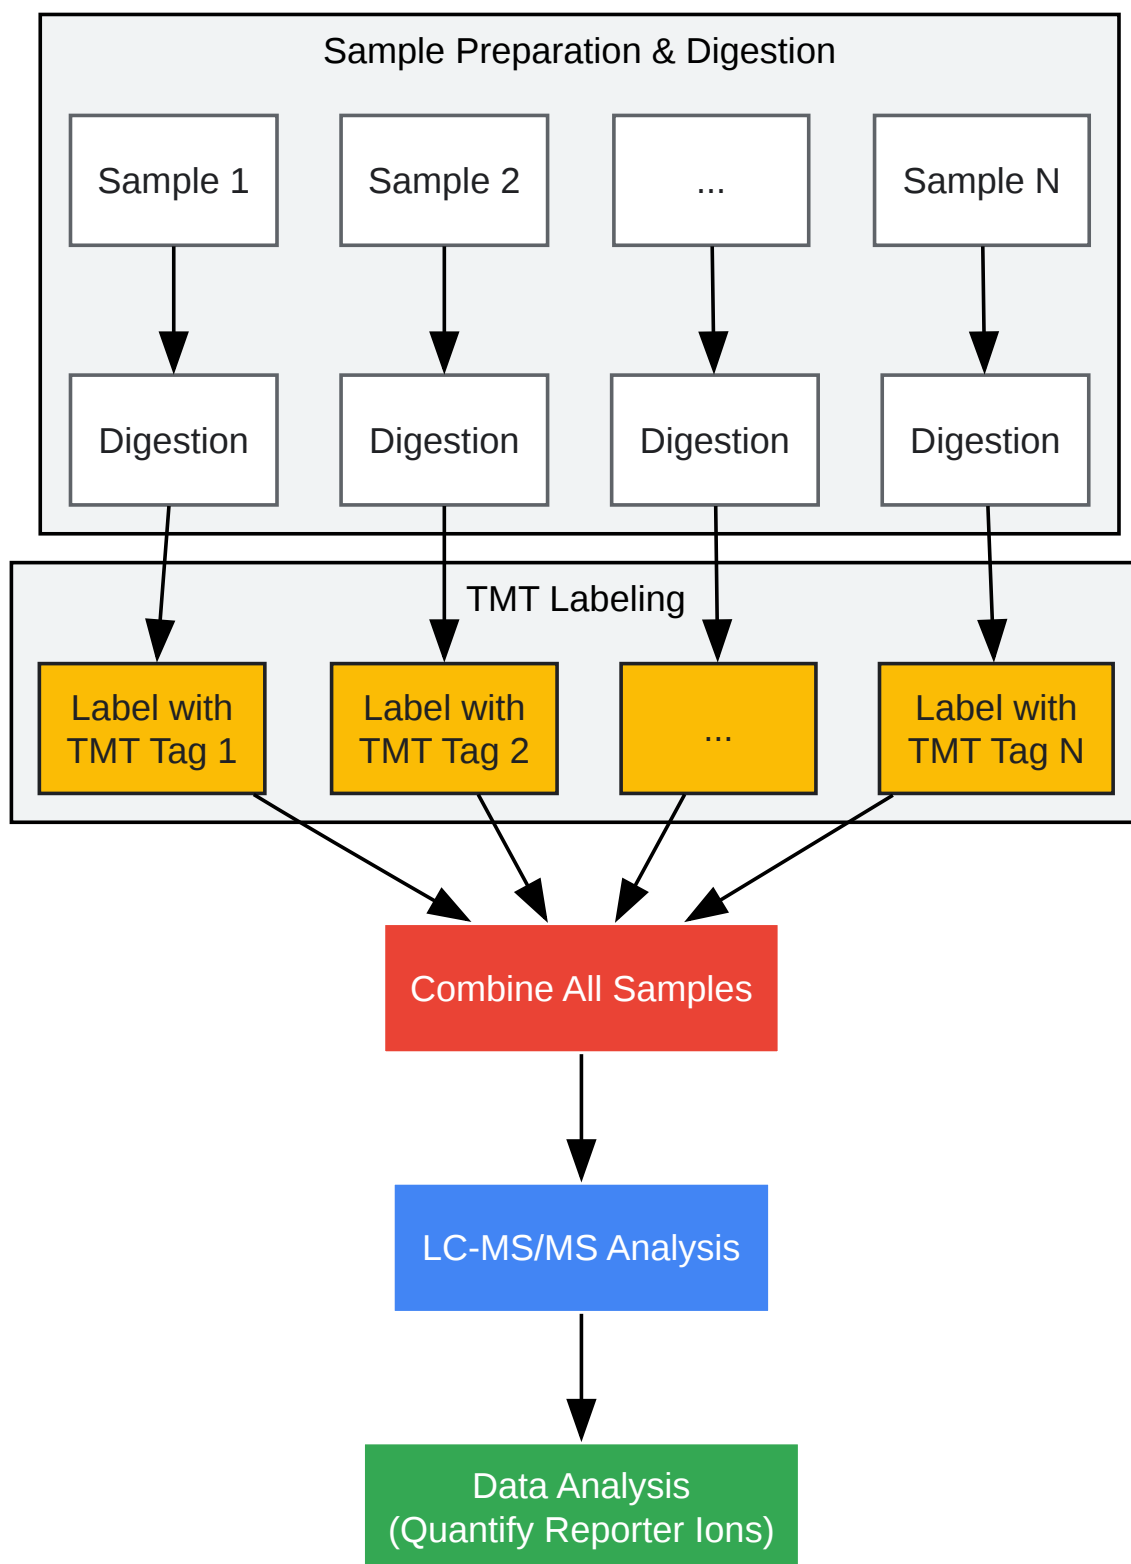 Sample Preparation & Digestion
Sample 1
Sample 2
...
Sample N
Digestion
Digestion
Digestion
Digestion
TMT Labeling
Label with
TMT Tag 1
Label with
TMT Tag 2
...
Label with
TMT Tag N
Combine All Samples
LC-MS/MS Analysis
Data Analysis
(Quantify Reporter Ions)